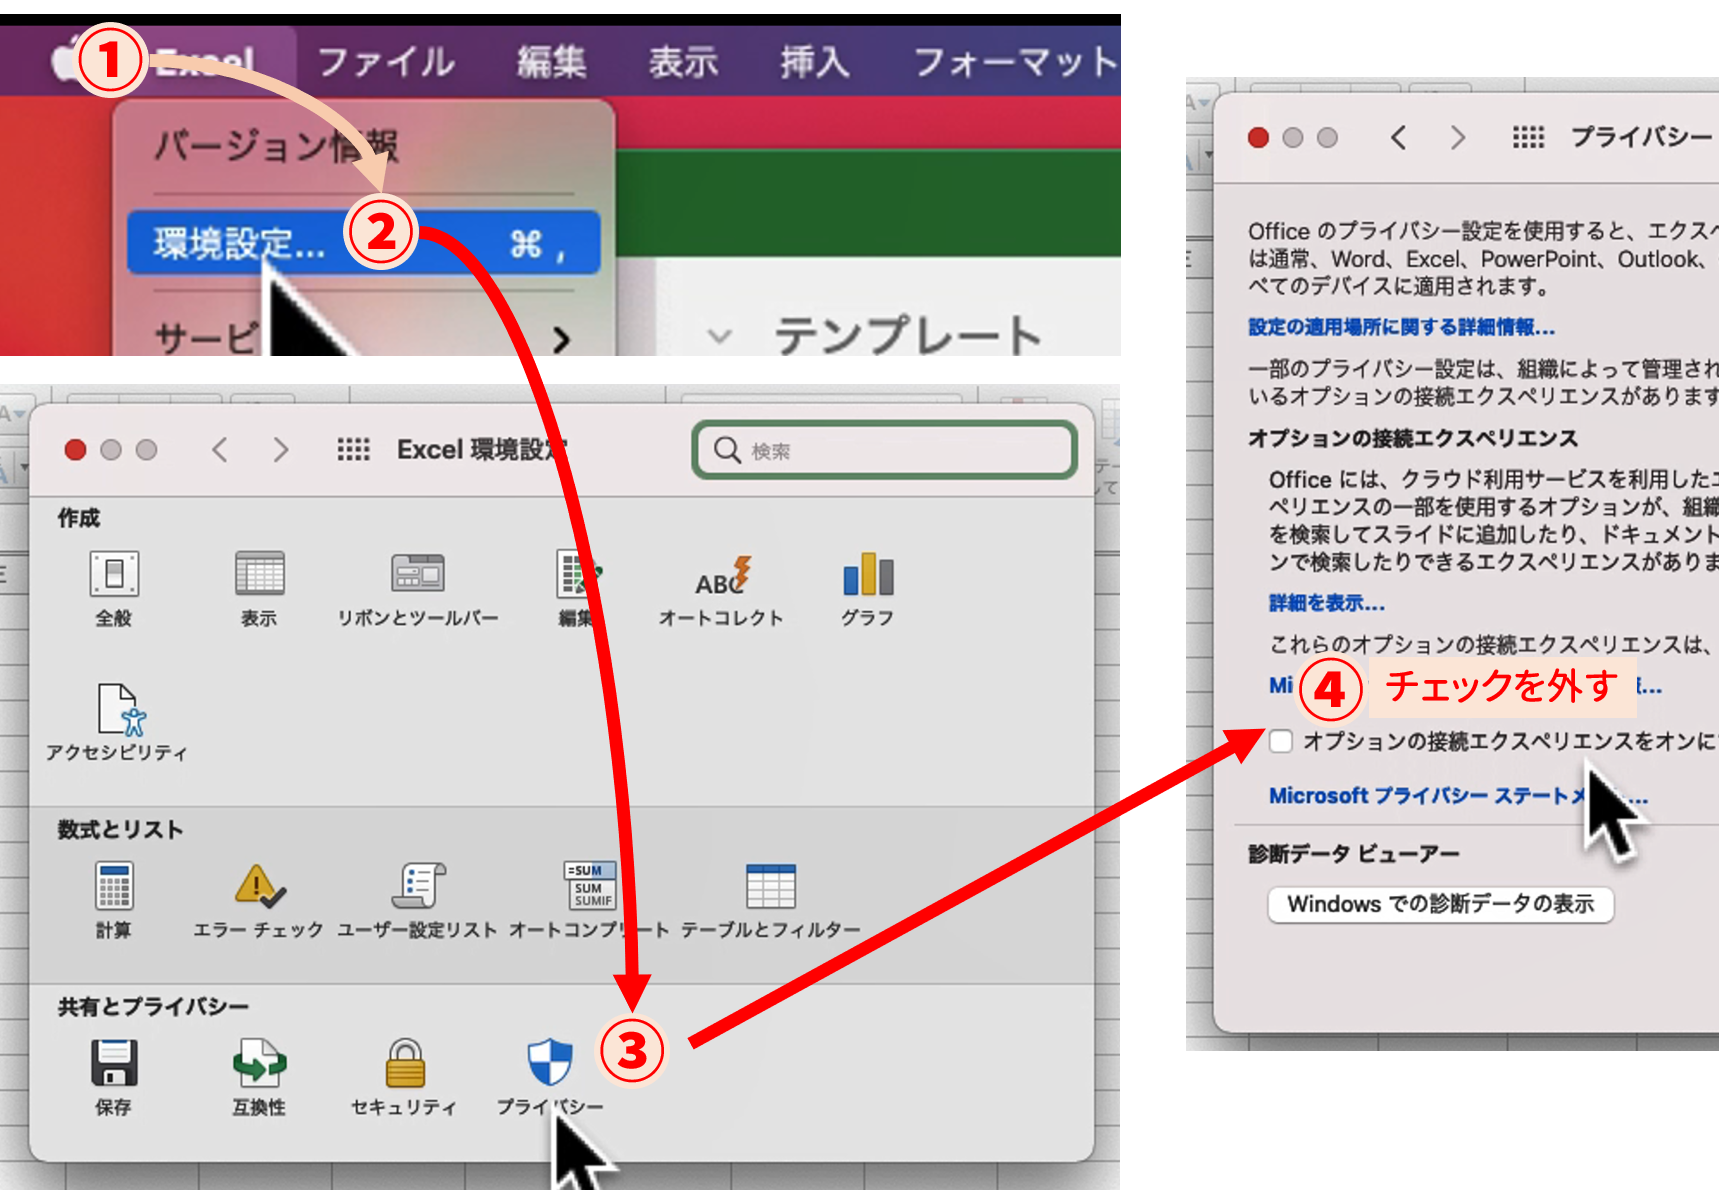 ① Excel ファイル 編集 表示 挿入 フォーマット
バージョン情報
環境設定... ② ⌘ ,
サービ
テンプレート
Excel 環境設定
検索
作成
全般 表示 リボンとツールバー 編集 オートコレクト グラフ
アクセシビリティ
数式とリスト
計算 エラー チェック ユーザー設定リスト オートコンプリート テーブルとフィルター
共有とプライバシー
③
保存 互換性 セキュリティ プライバシー
プライバシー
Office のプライバシー設定を使用すると、エクスペ
は通常、Word、Excel、PowerPoint、Outlook、
べてのデバイスに適用されます。
設定の適用場所に関する詳細情報...
一部のプライバシー設定は、組織によって管理され
いるオプションの接続エクスペリエンスがあります
オプションの接続エクスペリエンス
Office には、クラウド利用サービスを利用したエ
ペリエンスの一部を使用するオプションが、組織
を検索してスライドに追加したり、ドキュメント
ンで検索したりできるエクスペリエンスがありま
詳細を表示...
これらのオプションの接続エクスペリエンスは、
④ チェックを外す
オプションの接続エクスペリエンスをオンに
Microsoft プライバシー ステートメ...
診断データ ビューアー
Windows での診断データの表示